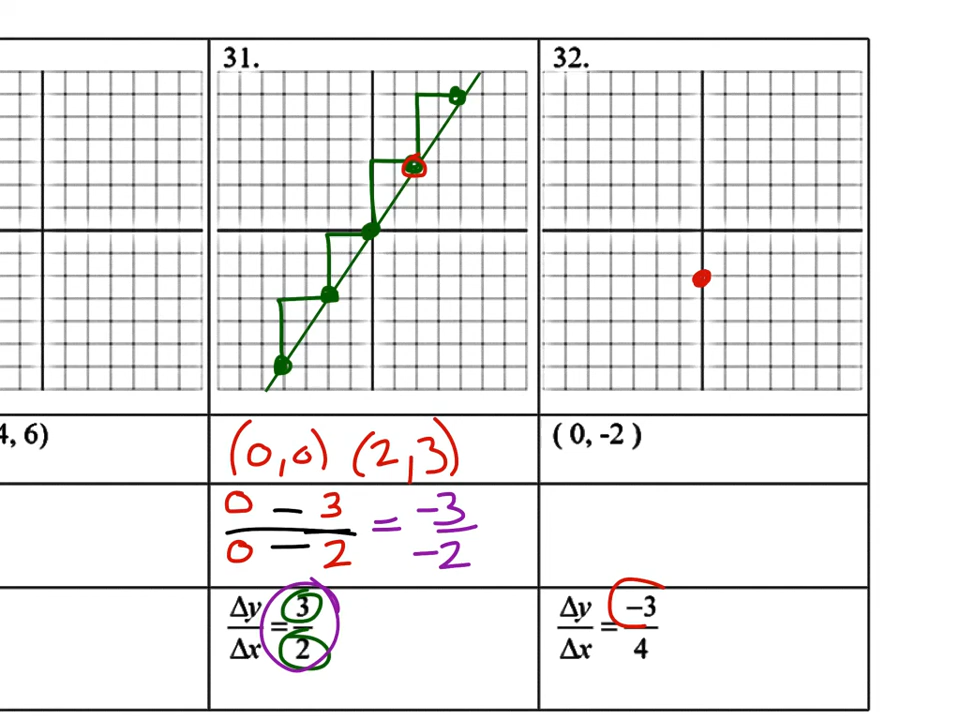 31.
32.
4, 6)
(0,0) (2,3)
( 0, -2 )
0 - 3 / 0 - 2 = -3 / -2
Δy/Δx = 3/2
Δy/Δx = -3/4